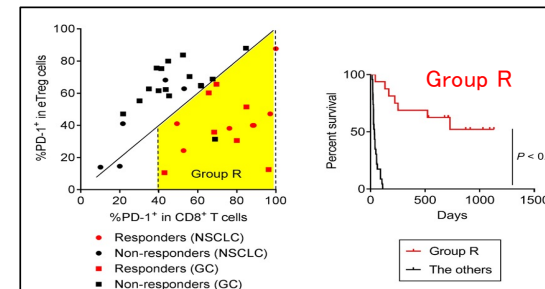 %PD-1+ in eTreg cells
100
80
60
40
20
0
0 20 40 60 80 100
Group R
%PD-1+ in CD8+ T cells
Responders (NSCLC)
Non-responders (NSCLC)
Responders (GC)
Non-responders (GC)
Group R
Percent survival
100
50
0
0 500 1000 1500
Days
P < 0.
Group R
The others